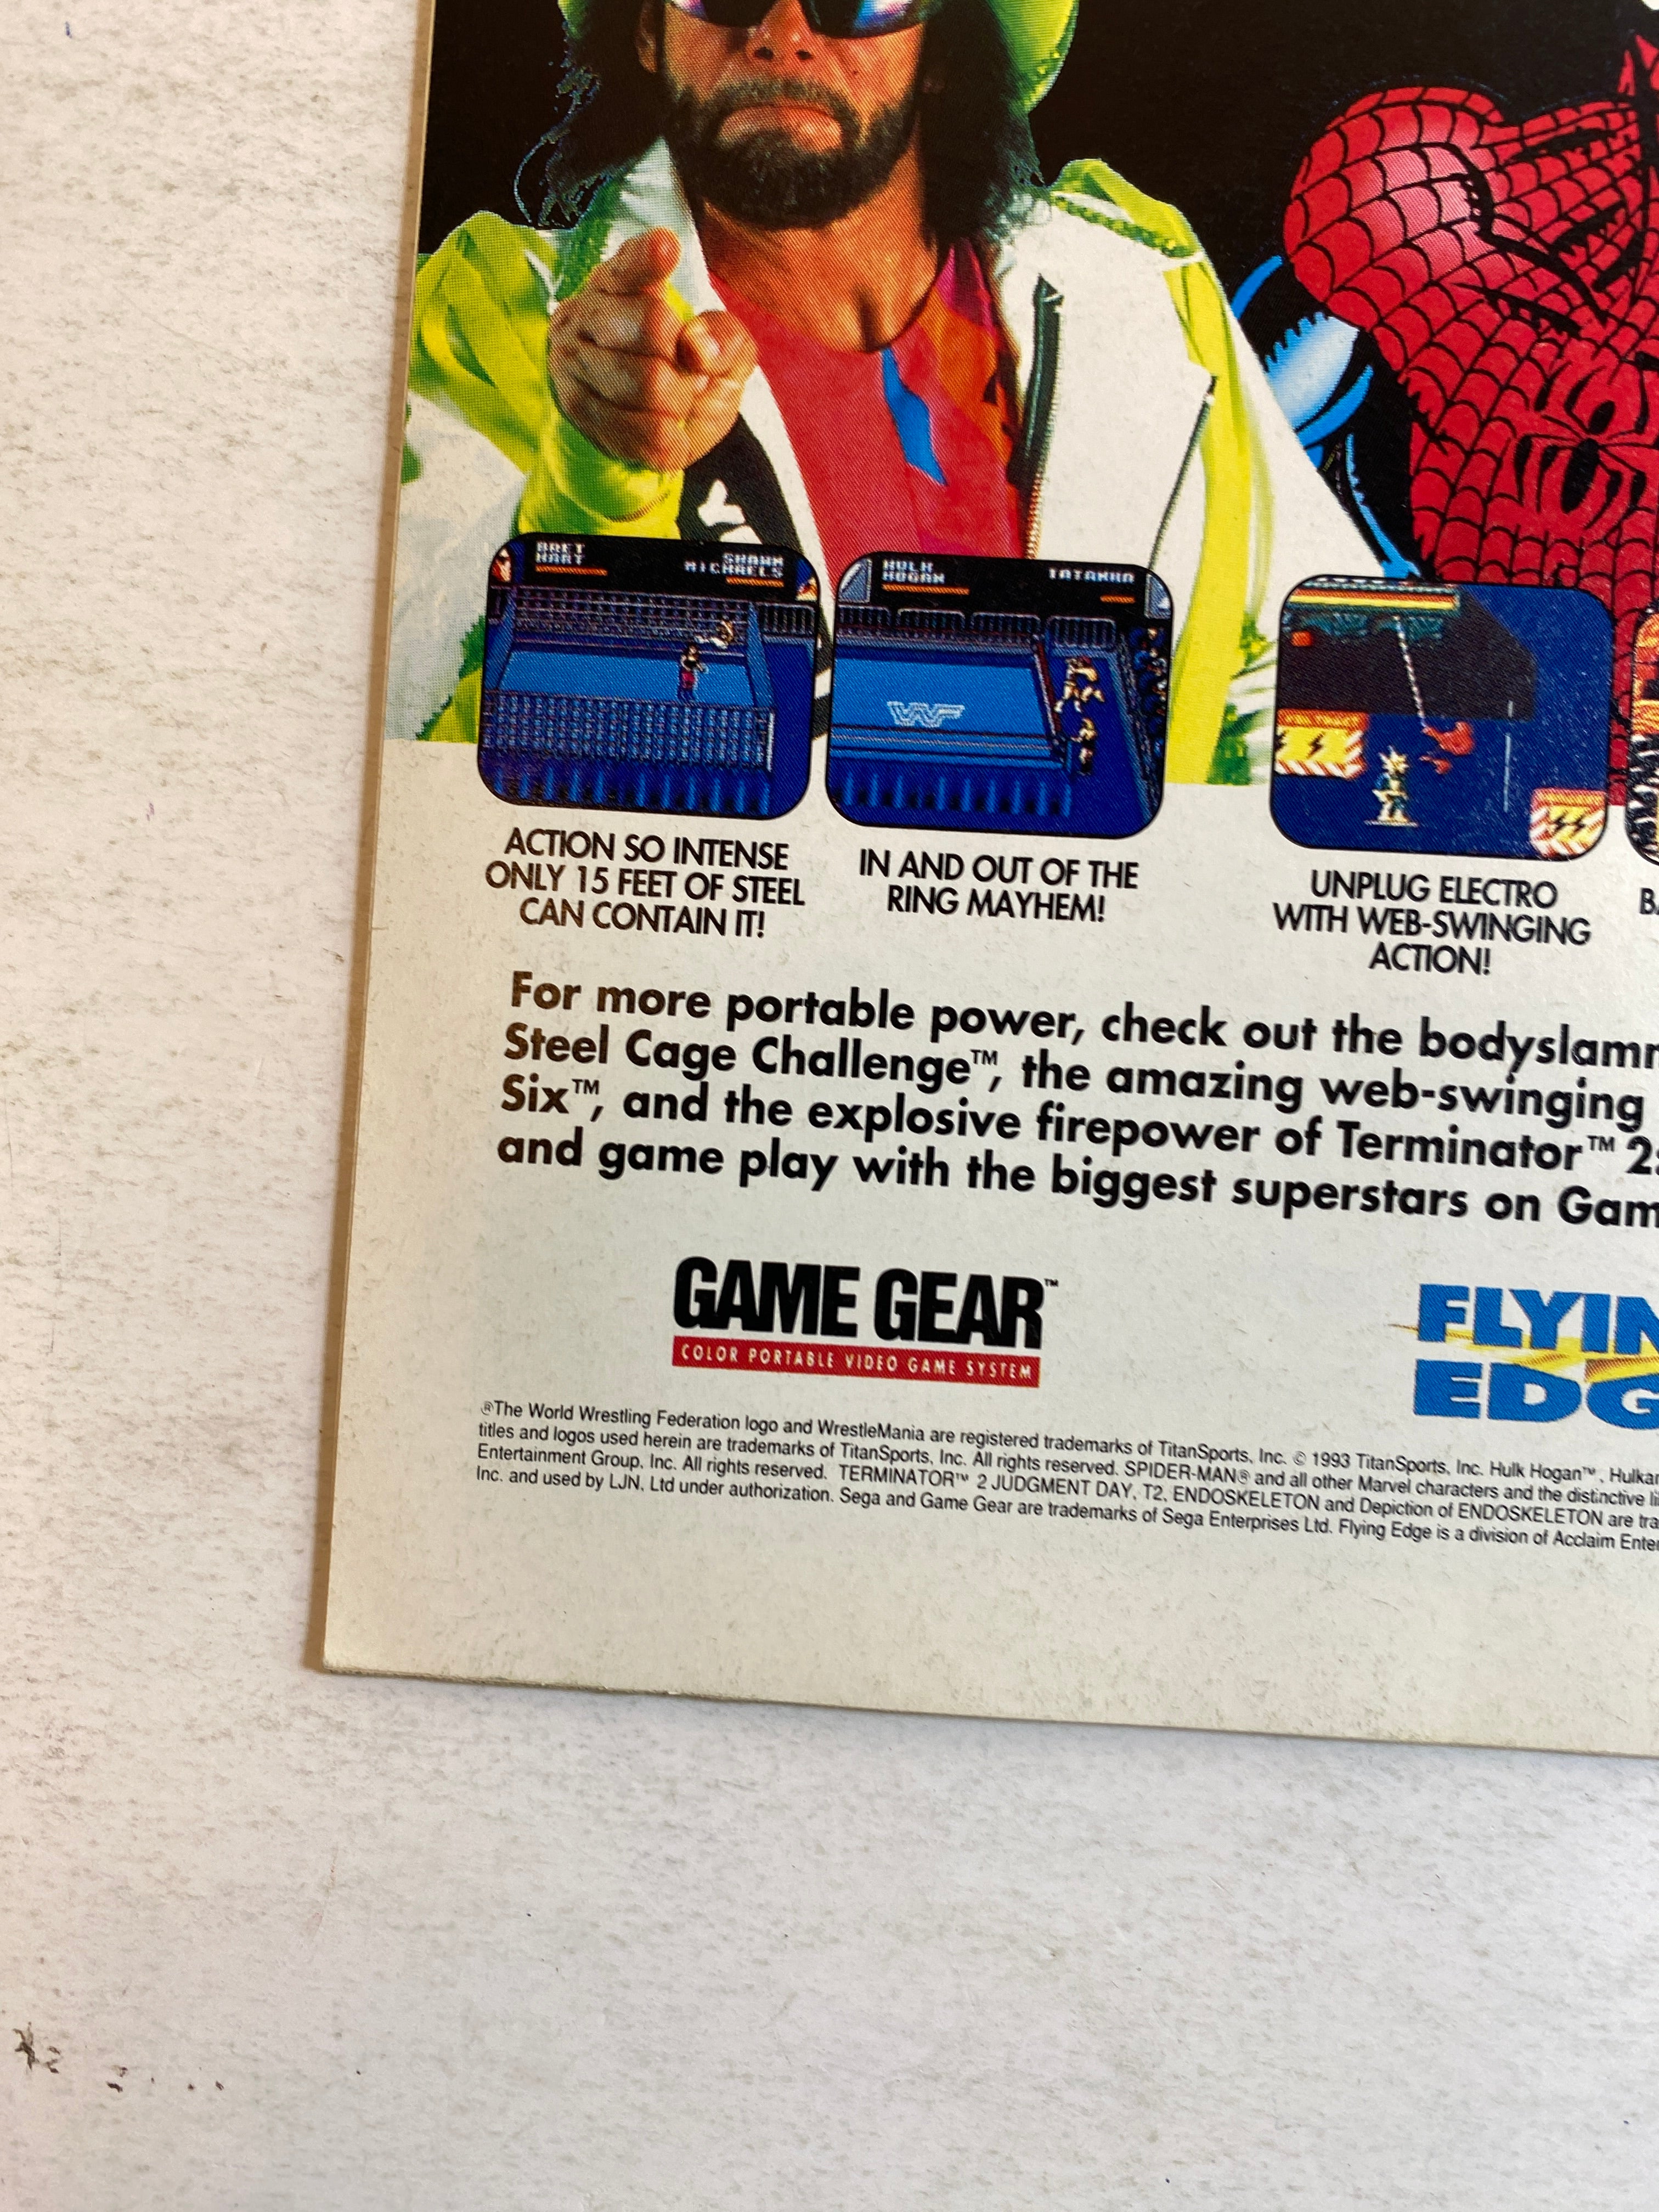 BRET
HART
SHAWN
MICHAELS
HULK
HOGAN
TATANKA
WF
ACTION SO INTENSE
ONLY 15 FEET OF STEEL
CAN CONTAIN IT!
IN AND OUT OF THE
RING MAYHEM!
UNPLUG ELECTRO
WITH WEB-SWINGING
ACTION!
For more portable power, check out the
Steel Cage Challenge™, the amazing web-swinging
Six™, and the explosive firepower of Terminator™ 2:
and game play with the biggest superstars on
GAME GEAR™
COLOR PORTABLE VIDEO GAME SYSTEM
®The World Wrestling Federation logo and WrestleMania are registered trademarks of TitanSports, Inc. © 1993 TitanSports, Inc. Hulk Hogan™,
titles and logos used herein are trademarks of TitanSports, Inc. All rights reserved. SPIDER-MAN® and all other Marvel characters and the distinctive
Entertainment Group, Inc. All rights reserved. TERMINATOR™ 2 JUDGMENT DAY, T2, ENDOSKELETON and Depiction of ENDOSKELETON are
Inc. and used by LJN, Ltd under authorization. Sega and Game Gear are trademarks of Sega Enterprises Ltd. Flying Edge is a division of Acclaim